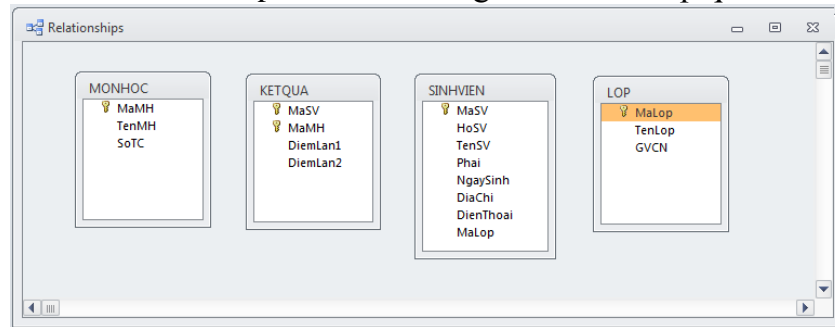 Relationships
MONHOC
MaMH
TenMH
SoTC
KETQUA
MaSV
MaMH
DiemLan1
DiemLan2
SINHVIEN
MaSV
HoSV
TenSV
Phai
NgaySinh
DiaChi
DienThoai
MaLop
LOP
MaLop
TenLop
GVCN